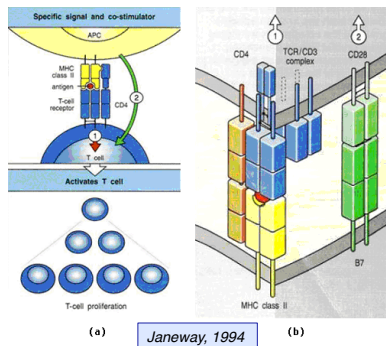 Specific signal and co-stimulator
APC
MHC
class II
antigen
T-cell
receptor
CD4
2
1
T cell
Activates T cell
T-cell proliferation
(a)
1
2
CD4
TCR/CD3
complex
CD28
MHC class II
B7
(b)
Janeway, 1994